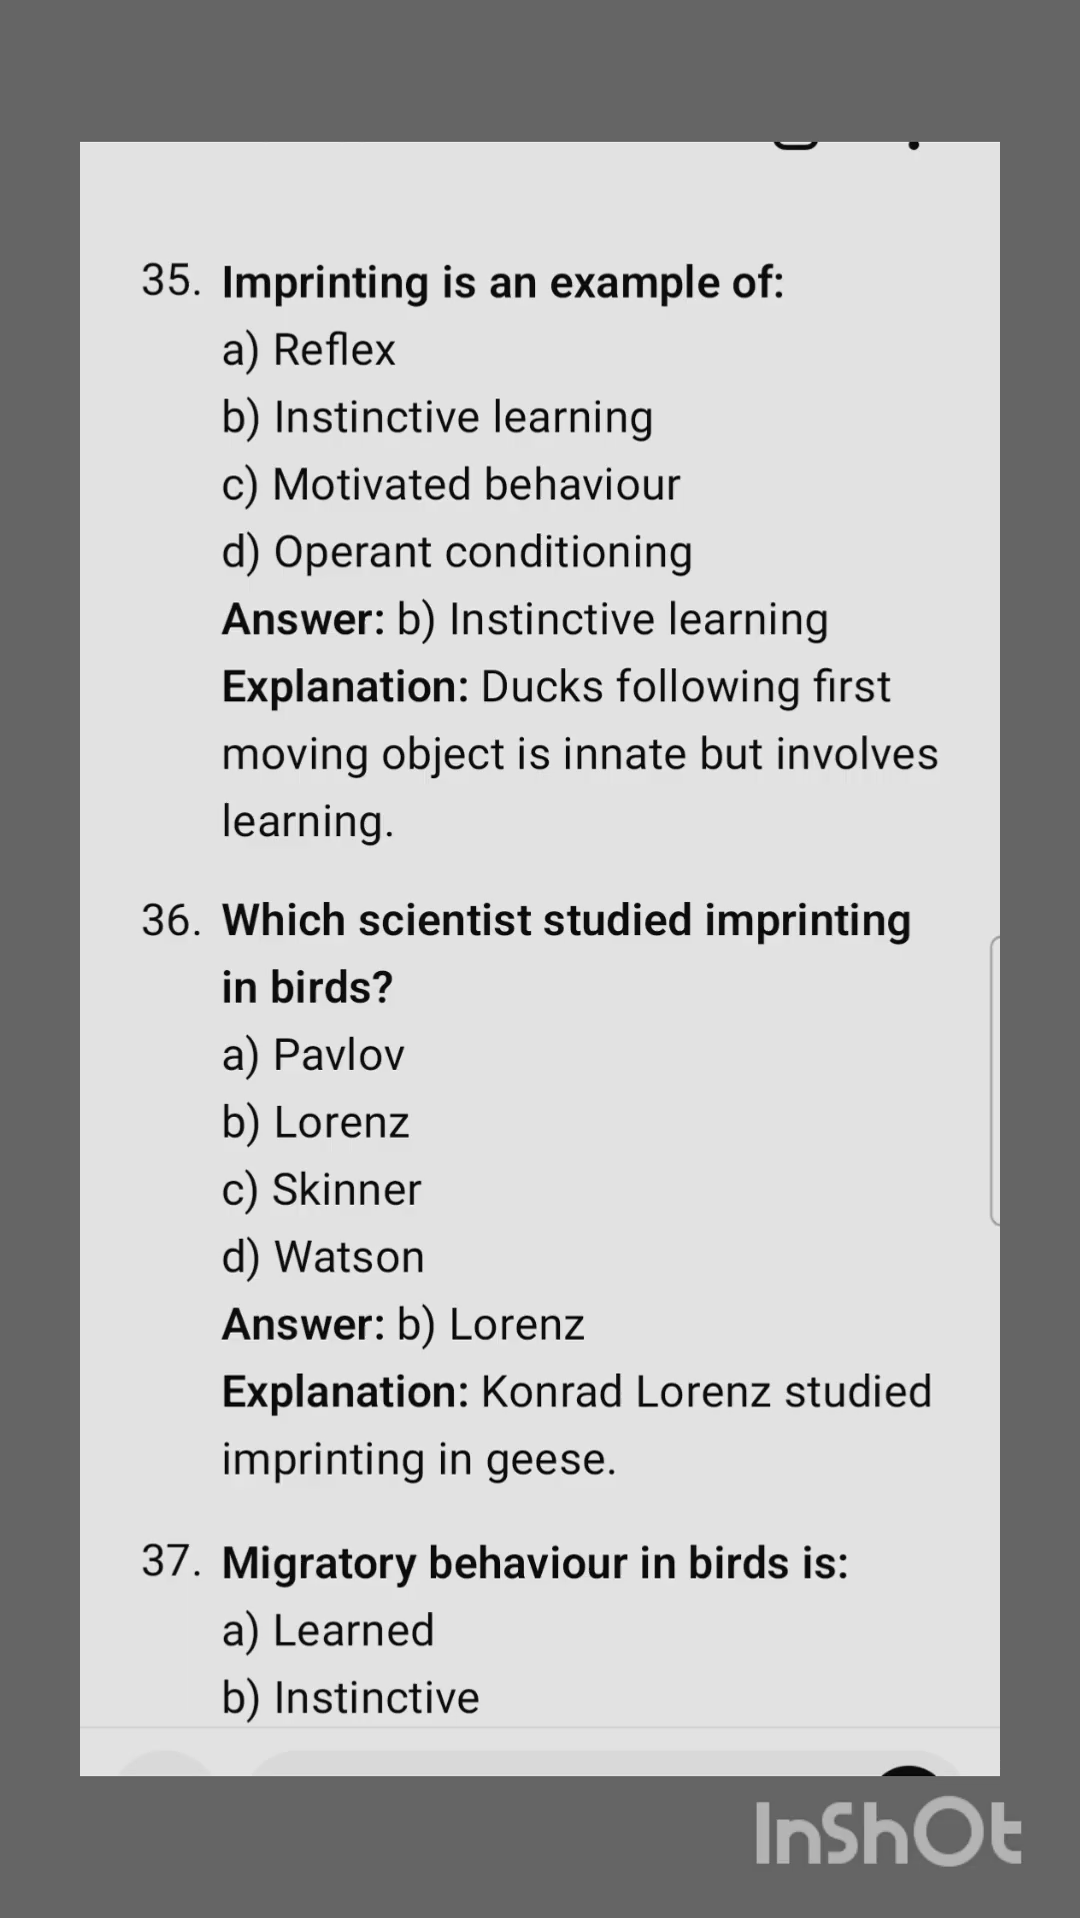 35. Imprinting is an example of:
a) Reflex
b) Instinctive learning
c) Motivated behaviour
d) Operant conditioning
Answer: b) Instinctive learning
Explanation: Ducks following first
moving object is innate but involves
learning.
36. Which scientist studied imprinting
in birds?
a) Pavlov
b) Lorenz
c) Skinner
d) Watson
Answer: b) Lorenz
Explanation: Konrad Lorenz studied
imprinting in geese.
37. Migratory behaviour in birds is:
a) Learned
b) Instinctive
InShOt